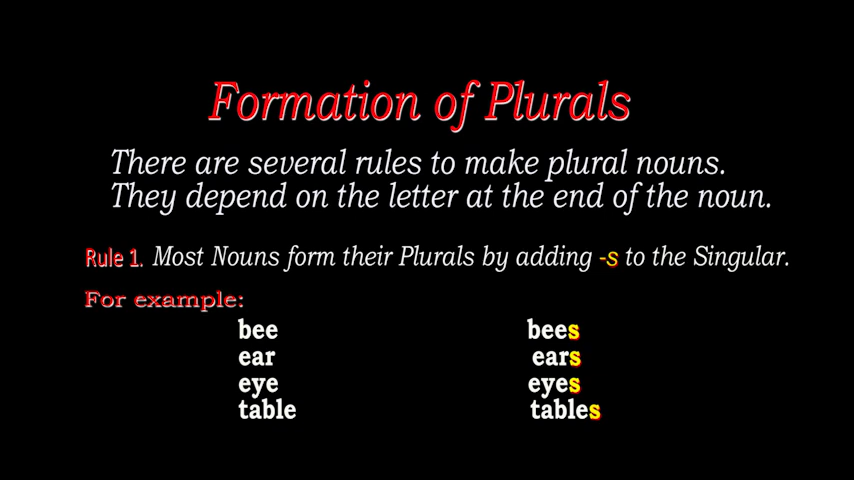 Formation of Plurals
There are several rules to make plural nouns.
They depend on the letter at the end of the noun.
Rule 1. Most Nouns form their Plurals by adding -s to the Singular.
For example:
bee bees
ear ears
eye eyes
table tables